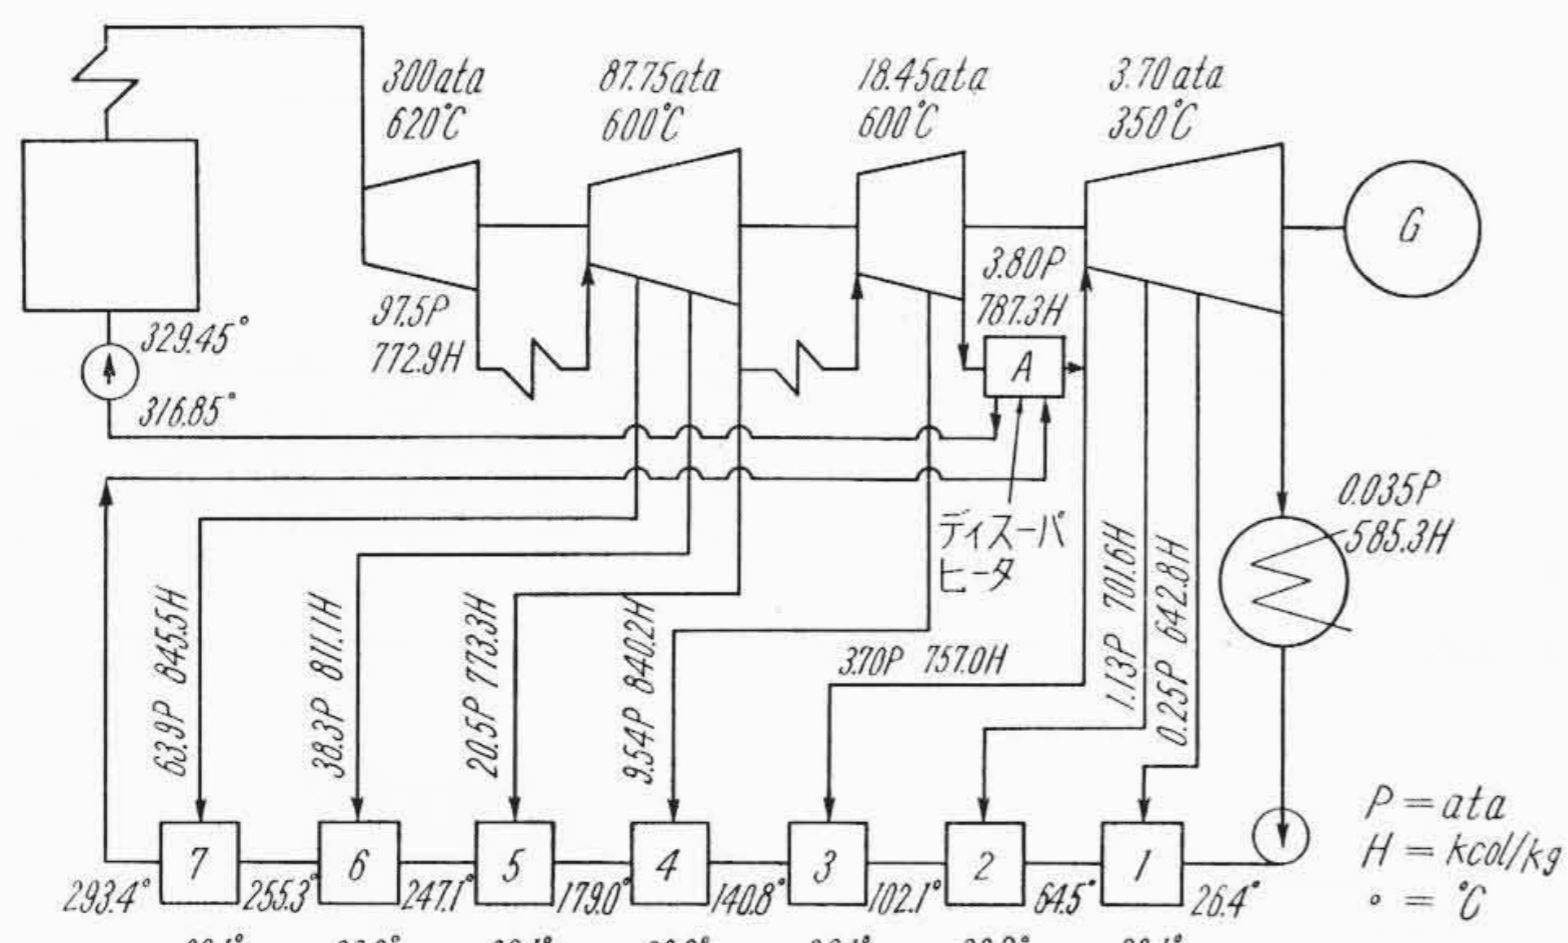 300ata
620°C
87.75ata
600°C
18.45ata
600°C
3.70ata
350°C
G
97.5P
772.9H
3.80P
787.3H
A
329.45°
316.85°
ディスーパ
ヒータ
0.035P
585.3H
63.9P 845.5H
38.3P 811.1H
20.5P 773.3H
9.54P 840.2H
3.70P 757.0H
1.13P 701.6H
0.25P 642.8H
P = ata
H = kcol/kg
° = °C
7
6
5
4
3
2
1
293.4°
255.3°
247.1°
179.0°
140.8°
102.1°
64.5°
26.4°